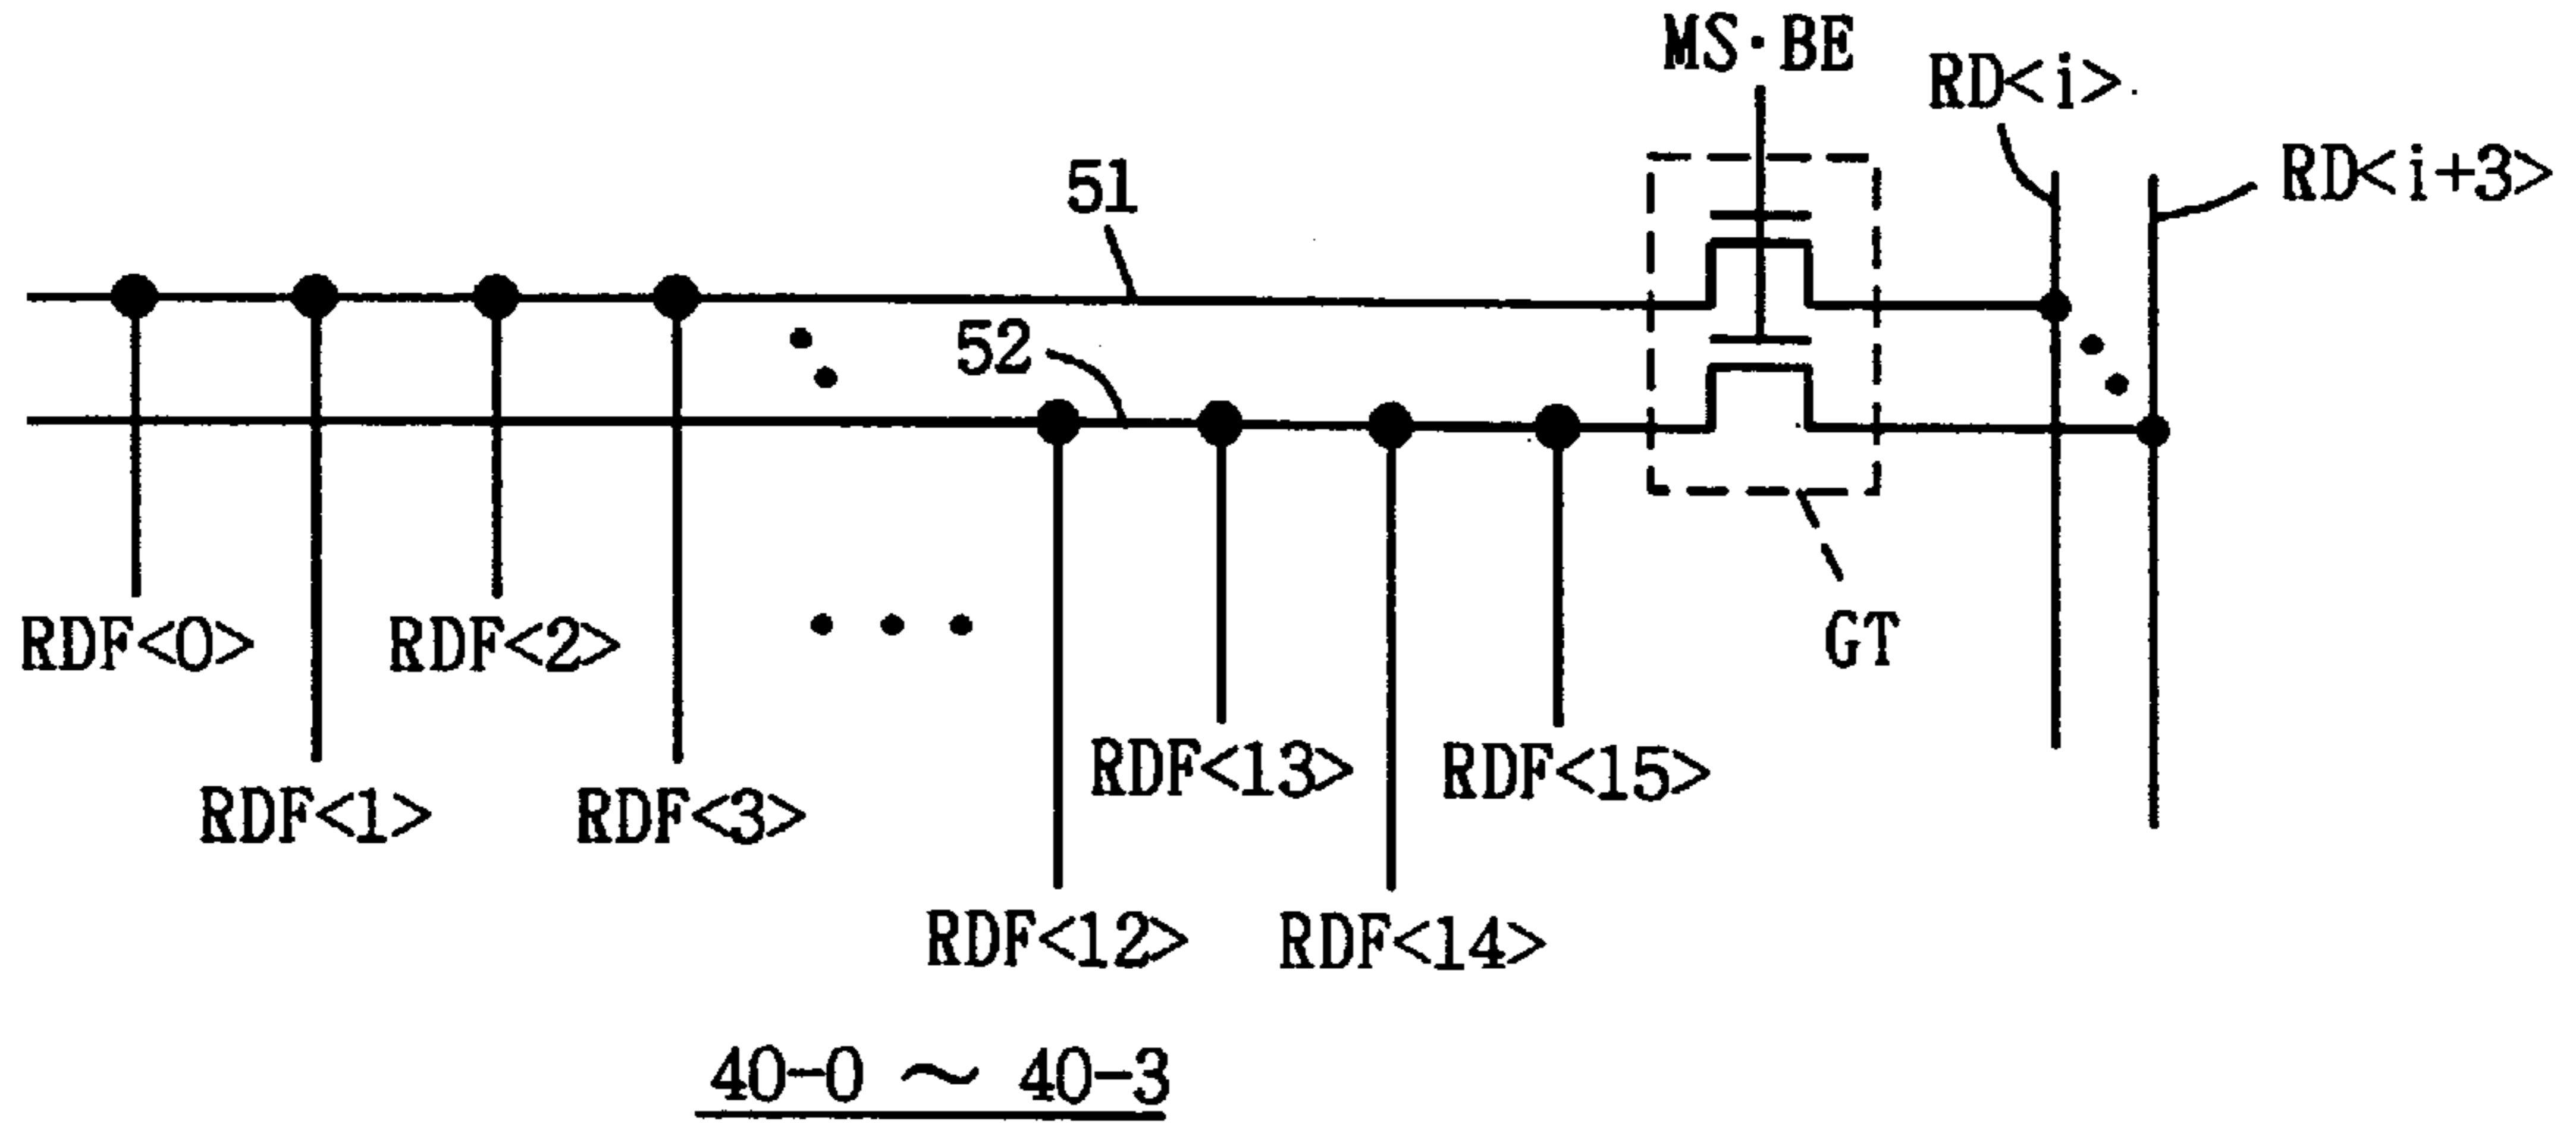 MS·BE
RD<i>
RD<i+3>
51
52
GT
RDF<0>
RDF<2>
RDF<1>
RDF<3>
RDF<13>
RDF<15>
RDF<12>
RDF<14>
40-0 ~ 40-3